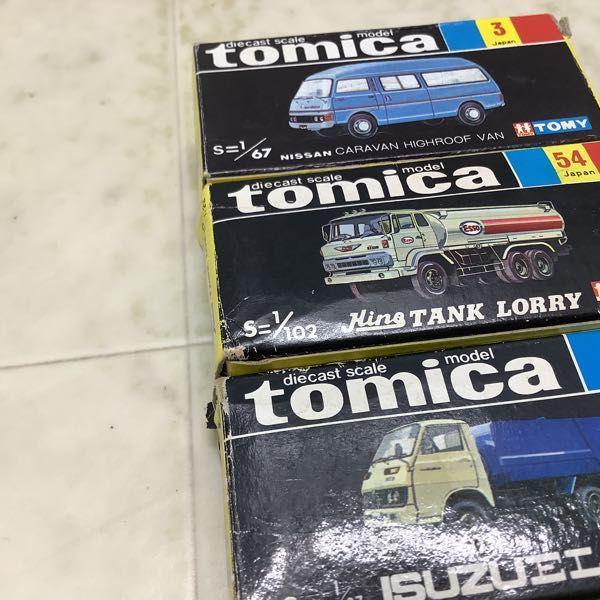 diecast scale model
tomica
3
Japan
TOMY
S=1/67 NISSAN CARAVAN HIGHROOF VAN
diecast scale model
tomica
54
Japan
Esso
S=1/102 Hino TANK LORRY
diecast scale model
tomica
ISUZU